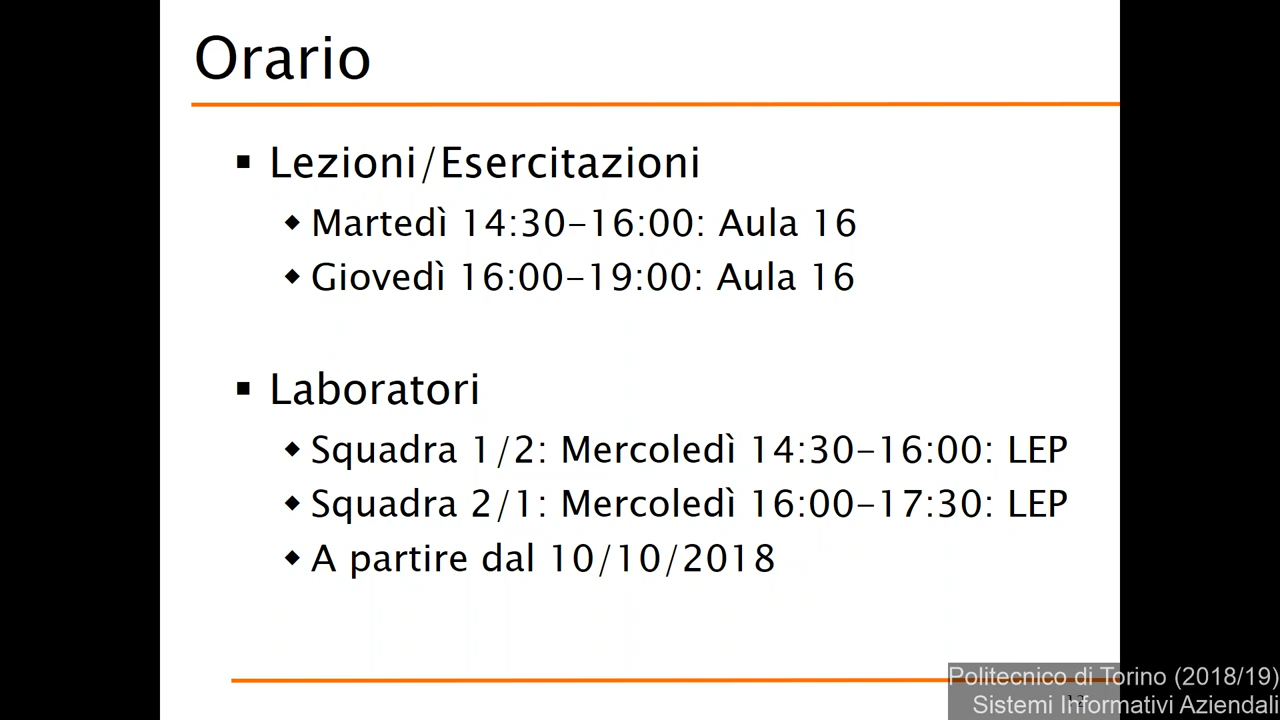 Orario
Lezioni/Esercitazioni
Martedì 14:30-16:00: Aula 16
Giovedì 16:00-19:00: Aula 16
Laboratori
Squadra 1/2: Mercoledì 14:30-16:00: LEP
Squadra 2/1: Mercoledì 16:00-17:30: LEP
A partire dal 10/10/2018
Politecnico di Torino (2018/19)
Sistemi Informativi Aziendali